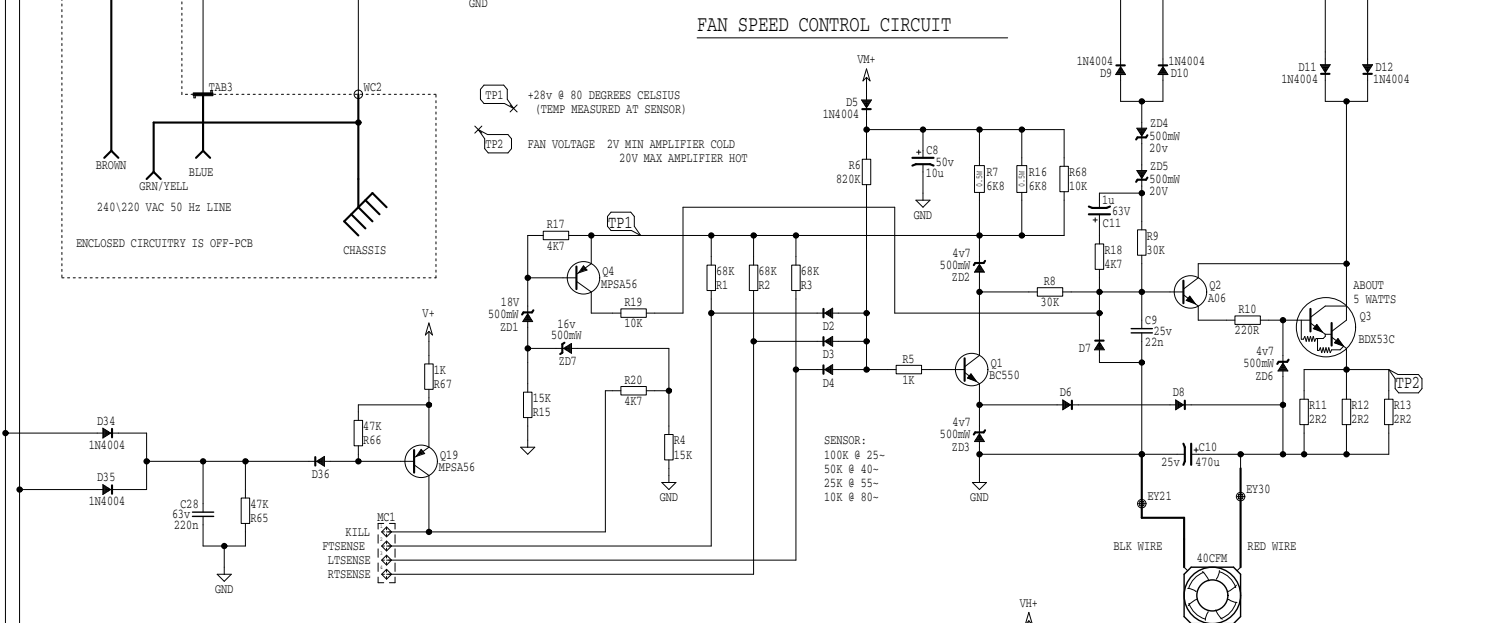 GND
FAN SPEED CONTROL CIRCUIT
VM+
D5
1N4004
1N4004
D9
1N4004
D10
D11
1N4004
D12
1N4004
TAB3
WC2
BROWN
GRN/YELL
BLUE
240\220 VAC 50 Hz LINE
ENCLOSED CIRCUITRY IS OFF-PCB
CHASSIS
TP1
+28v @ 80 DEGREES CELSIUS
(TEMP MEASURED AT SENSOR)
TP2
FAN VOLTAGE 2V MIN AMPLIFIER COLD
20V MAX AMPLIFIER HOT
R6
820K
+
C8
50v
10u
GND
0.5W
R7
6K8
0.5W
R16
6K8
R68
10K
ZD4
500mW
20v
ZD5
500mW
20V
1u
63V
+
C11
R18
4K7
R9
30K
R17
4K7
TP1
Q4
MPSA56
R19
10K
18V
500mW
ZD1
16v
500mW
ZD7
15K
R15
R20
4K7
R4
15K
GND
68K
R1
68K
R2
68K
R3
D2
D3
D4
R5
1K
4v7
500mW
ZD2
R8
30K
Q1
BC550
D7
C9
25v
22n
Q2
A06
R10
220R
ABOUT
5 WATTS
Q3
BDX53C
4v7
500mW
ZD6
TP2
R11
2R2
R12
2R2
R13
2R2
D6
D8
4v7
500mW
ZD3
GND
+
C10
25v
470u
SENSOR:
100K @ 25~
50K @ 40~
25K @ 55~
10K @ 80~
V+
1K
R67
47K
R66
Q19
MPSA56
D34
1N4004
D35
1N4004
D36
C28
63v
220n
47K
R65
GND
MC1
KILL
FTSENSE
LTSENSE
RTSENSE
EY21
EY30
BLK WIRE
RED WIRE
40CFM
VH+